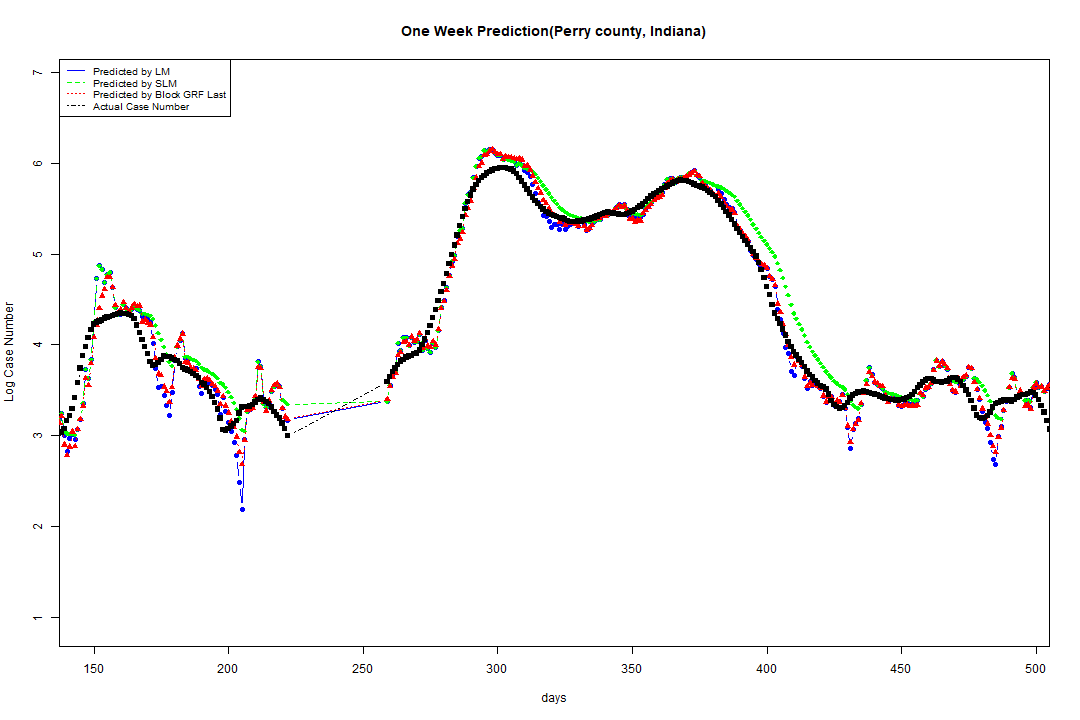 One Week Prediction(Perry county, Indiana)
Predicted by LM
Predicted by SLM
Predicted by Block GRF Last
Actual Case Number
7
6
5
4
3
2
1
Log Case Number
150 200 250 300 350 400 450 500
days